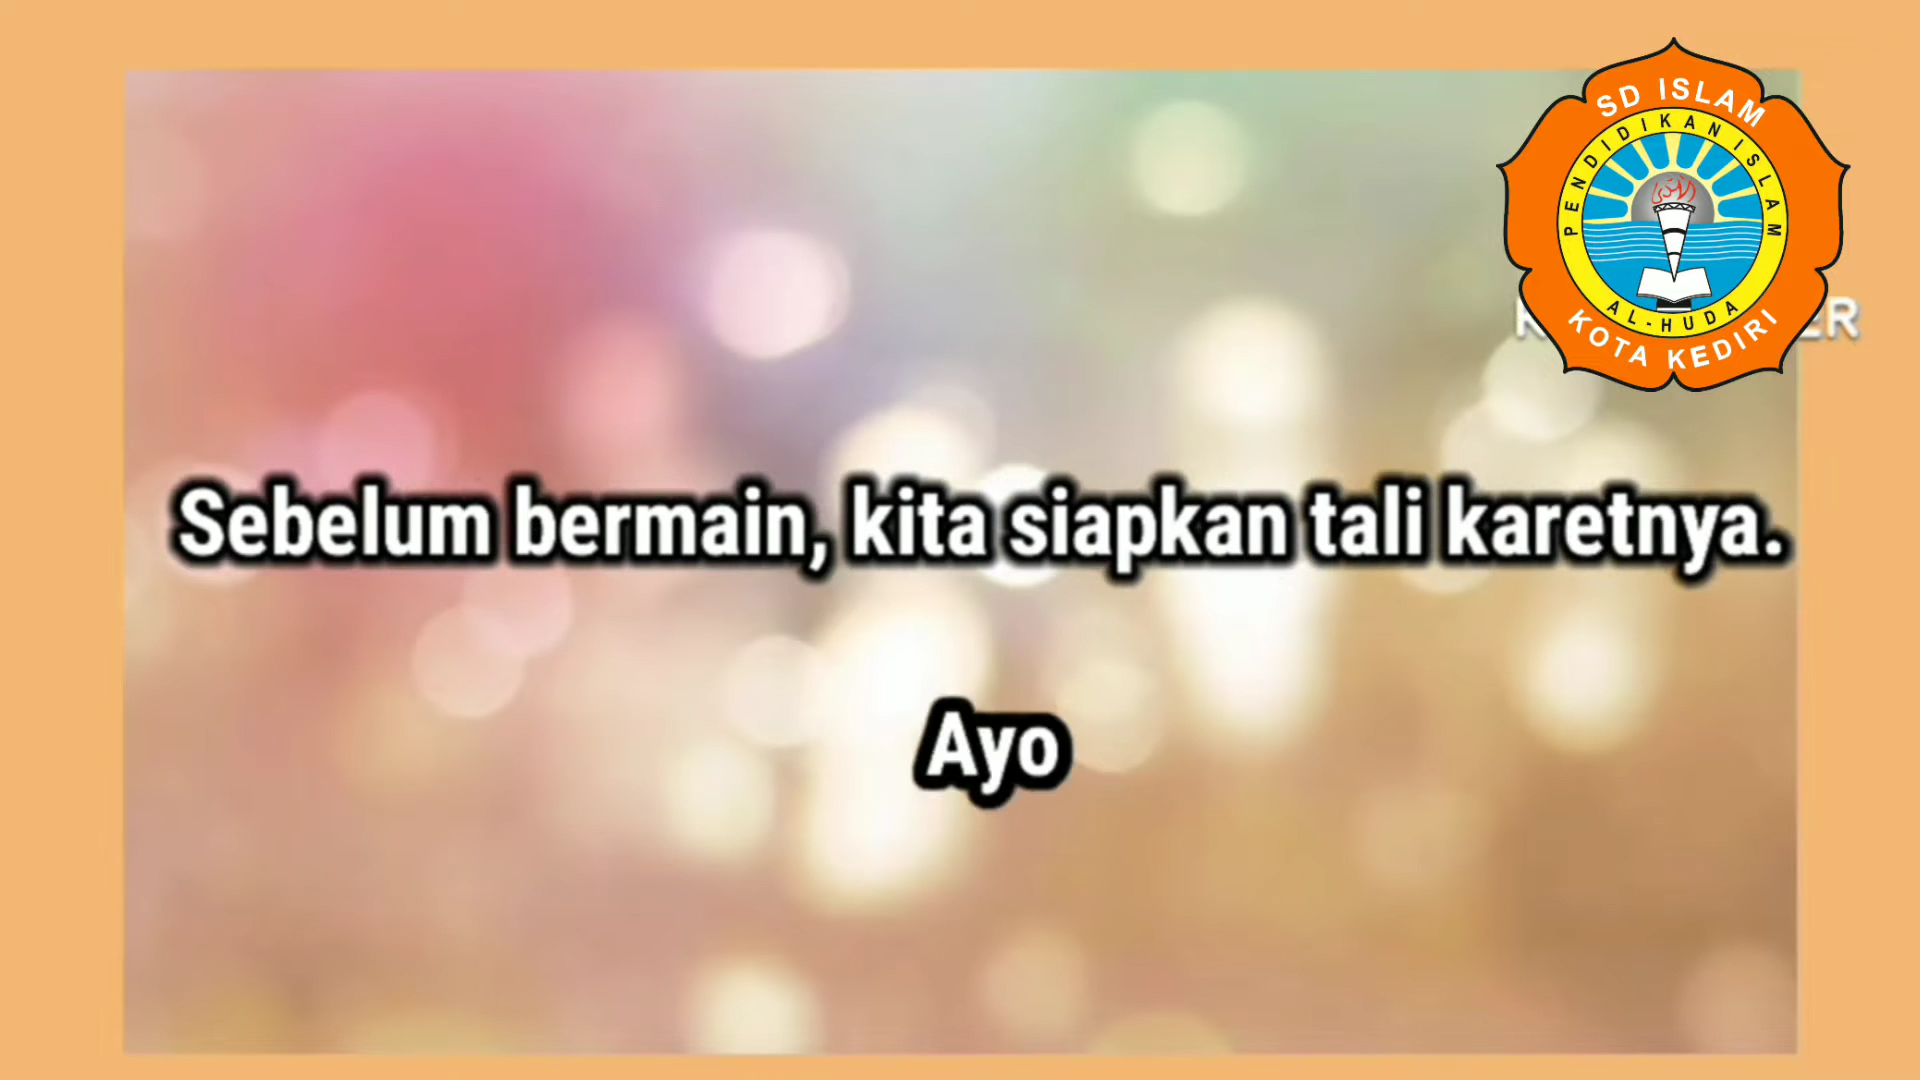 SD ISLAM
PENDIDIKAN ISLAM
AL-HUDA
KOTA KEDIRI
Sebelum bermain, kita siapkan tali karetnya.
Ayo